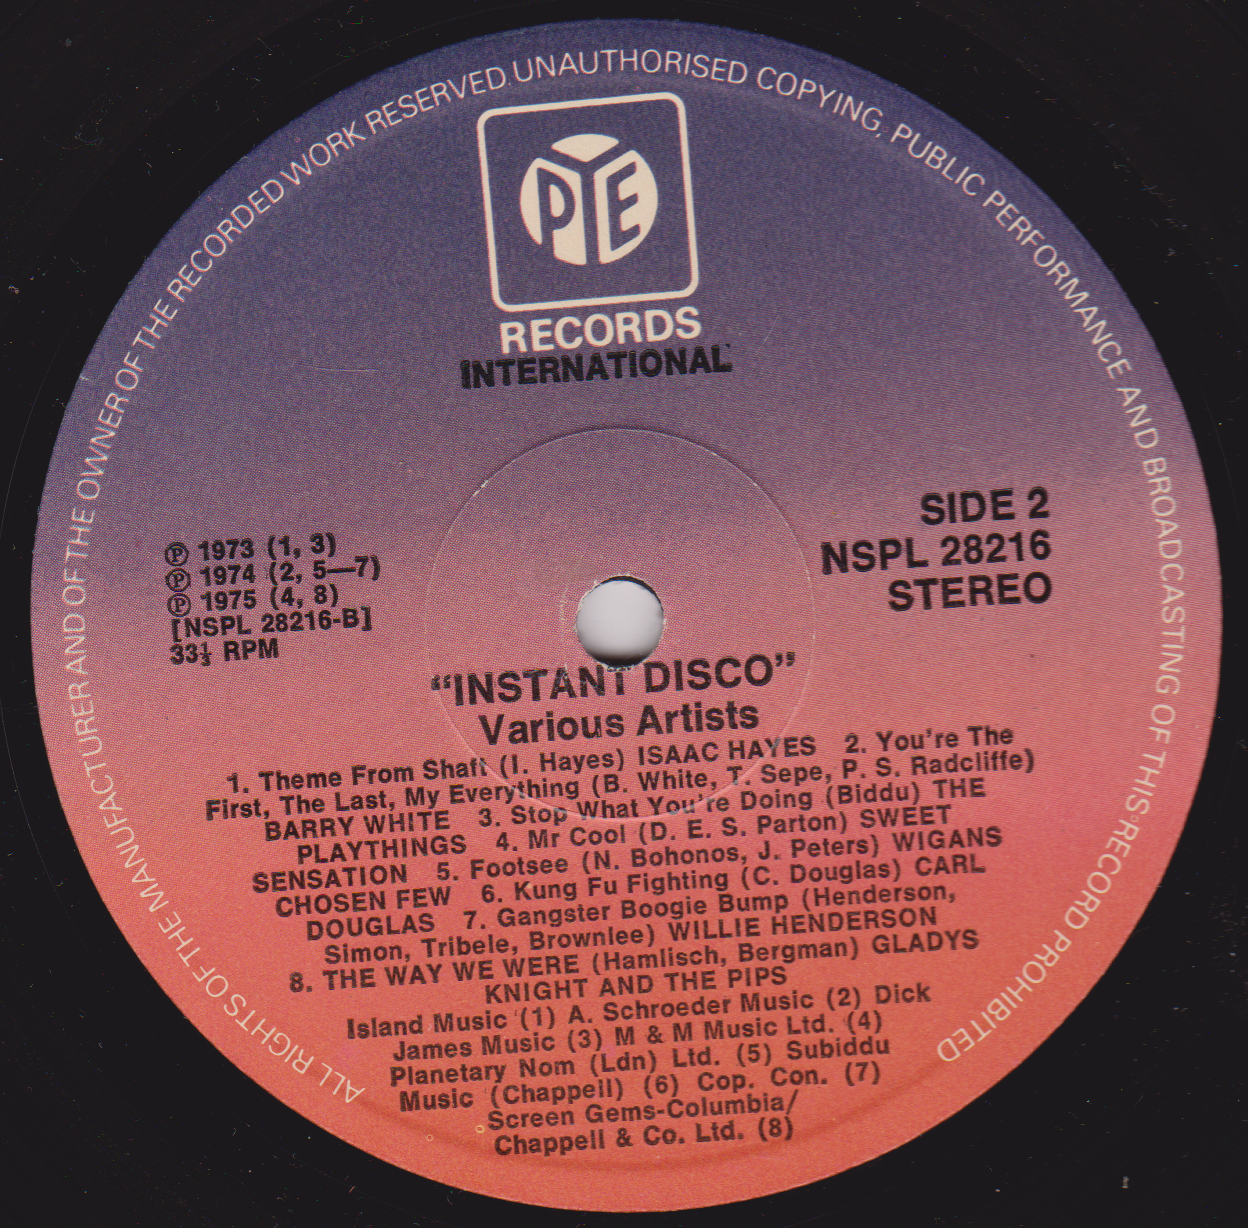 ALL RIGHTS OF THE MANUFACTURER AND OF THE OWNER OF THE RECORDED WORK RESERVED. UNAUTHORISED COPYING, PUBLIC PERFORMANCE AND BROADCASTING OF THIS RECORD PROHIBITED
PYE
RECORDS
INTERNATIONAL
SIDE 2
NSPL 28216
STEREO
Ⓟ 1973 (1, 3)
Ⓟ 1974 (2, 5—7)
Ⓟ 1975 (4, 8)
[NSPL 28216-B]
33⅓ RPM
“INSTANT DISCO”
Various Artists
1. Theme From Shaft (I. Hayes) ISAAC HAYES 2. You're The
First, The Last, My Everything (B. White, T. Sepe, P. S. Radcliffe)
BARRY WHITE 3. Stop What You're Doing (Biddu) THE
PLAYTHINGS 4. Mr Cool (D. E. S. Parton) SWEET
SENSATION 5. Footsee (N. Bohonos, J. Peters) WIGANS
CHOSEN FEW 6. Kung Fu Fighting (C. Douglas) CARL
DOUGLAS 7. Gangster Boogie Bump (Henderson,
Simon, Tribele, Brownlee) WILLIE HENDERSON
8. THE WAY WE WERE (Hamlisch, Bergman) GLADYS
KNIGHT AND THE PIPS
Island Music (1) A. Schroeder Music (2) Dick
James Music (3) M & M Music Ltd. (4)
Planetary Nom (Ldn) Ltd. (5) Subiddu
Music (Chappell) (6) Cop. Con. (7)
Screen Gems-Columbia/
Chappell & Co. Ltd. (8)